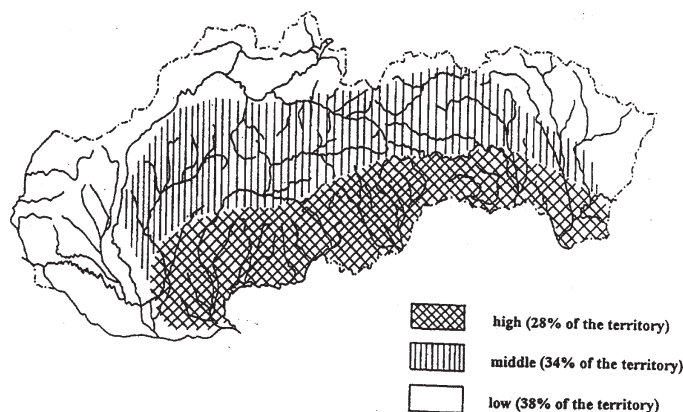 high (28% of the territory)
middle (34% of the territory)
low (38% of the territory)